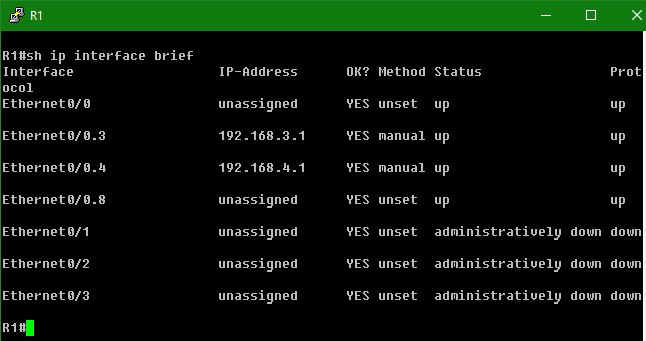 R1
R1#sh ip interface brief
Interface                  IP-Address      OK? Method Status                Prot
ocol
Ethernet0/0                unassigned      YES unset  up                    up
Ethernet0/0.3              192.168.3.1     YES manual up                    up
Ethernet0/0.4              192.168.4.1     YES manual up                    up
Ethernet0/0.8              unassigned      YES unset  up                    up
Ethernet0/1                unassigned      YES unset  administratively down down
Ethernet0/2                unassigned      YES unset  administratively down down
Ethernet0/3                unassigned      YES unset  administratively down down
R1#